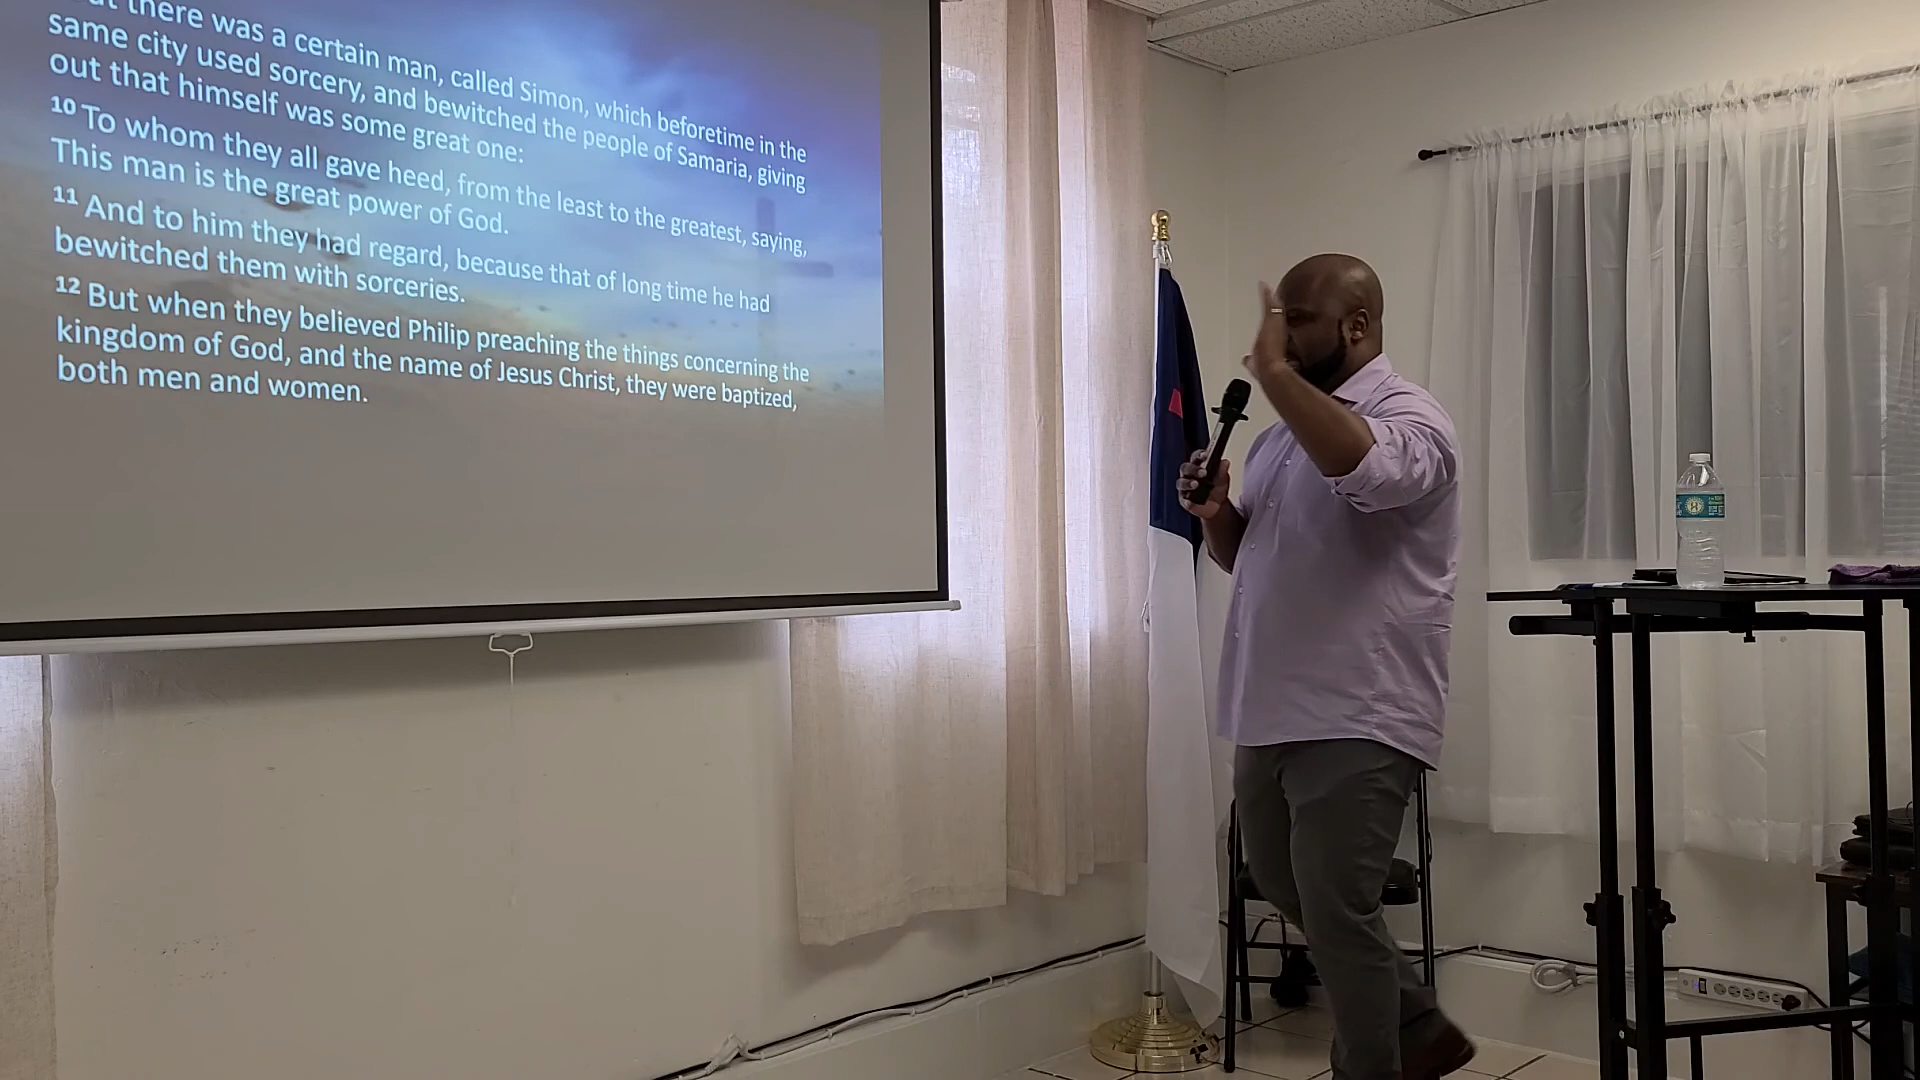 there was a certain man, called Simon, which beforetime in the
same city used sorcery, and bewitched the people of Samaria, giving
out that himself was some great one:
10 To whom they all gave heed, from the least to the greatest, saying,
This man is the great power of God.
11 And to him they had regard, because that of long time he had
bewitched them with sorceries.
12 But when they believed Philip preaching the things concerning the
kingdom of God, and the name of Jesus Christ, they were baptized,
both men and women.